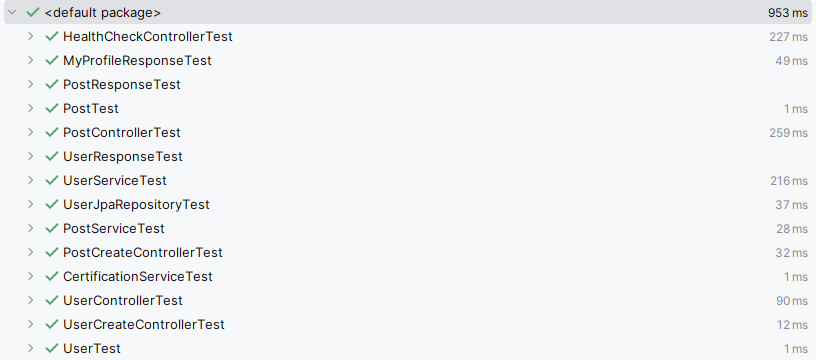 <default package> 953 ms
HealthCheckControllerTest 227 ms
MyProfileResponseTest 49 ms
PostResponseTest
PostTest 1 ms
PostControllerTest 259 ms
UserResponseTest
UserServiceTest 216 ms
UserJpaRepositoryTest 37 ms
PostServiceTest 28 ms
PostCreateControllerTest 32 ms
CertificationServiceTest 1 ms
UserControllerTest 90 ms
UserCreateControllerTest 12 ms
UserTest 1 ms